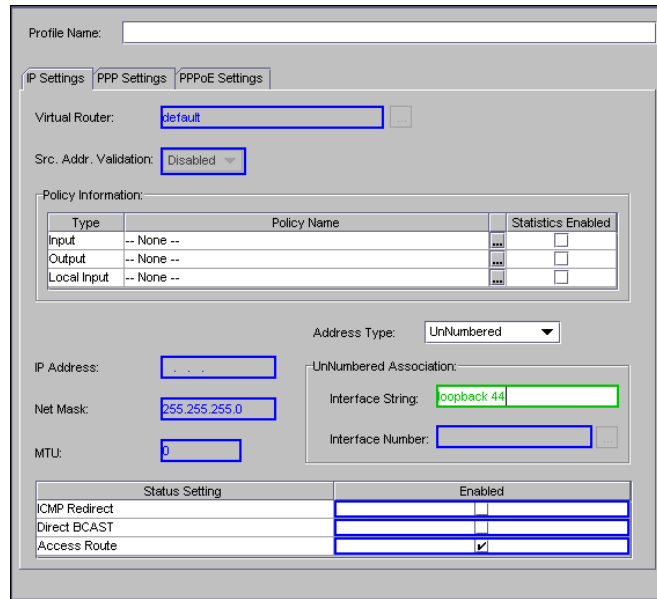 Profile Name:
IP Settings PPP Settings PPPoE Settings
Virtual Router: default ...
Src. Addr. Validation: Disabled
Policy Information:
Type Policy Name Statistics Enabled
Input -- None -- ...
Output -- None -- ...
Local Input -- None -- ...
Address Type: UnNumbered
IP Address: . . .
UnNumbered Association:
Interface String: loopback 44
Net Mask: 255.255.255.0
Interface Number: ...
MTU: 0
Status Setting Enabled
ICMP Redirect
Direct BCAST
Access Route